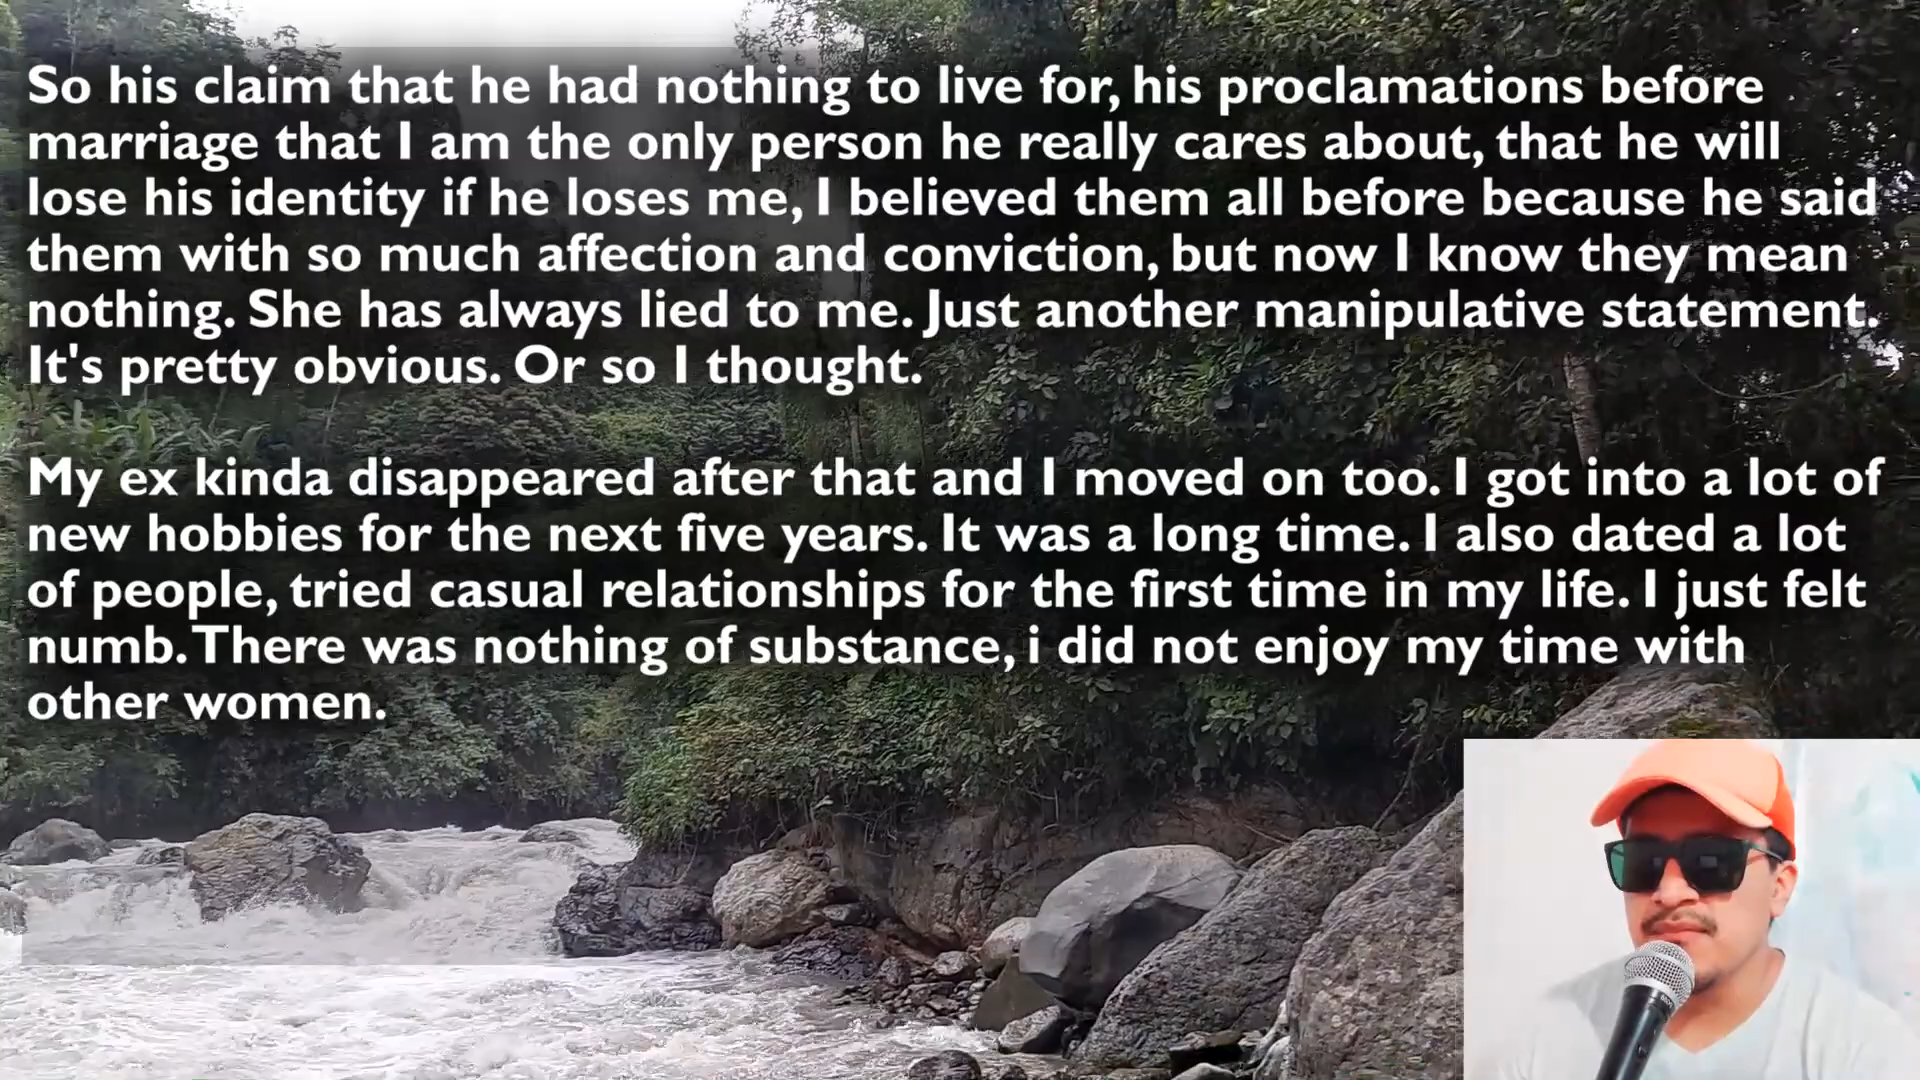 So his claim that he had nothing to live for, his proclamations before
marriage that I am the only person he really cares about, that he will
lose his identity if he loses me, I believed them all before because he said
them with so much affection and conviction, but now I know they mean
nothing. She has always lied to me. Just another manipulative statement.
It's pretty obvious. Or so I thought.
My ex kinda disappeared after that and I moved on too. I got into a lot of
new hobbies for the next five years. It was a long time. I also dated a lot
of people, tried casual relationships for the first time in my life. I just felt
numb. There was nothing of substance, i did not enjoy my time with
other women.